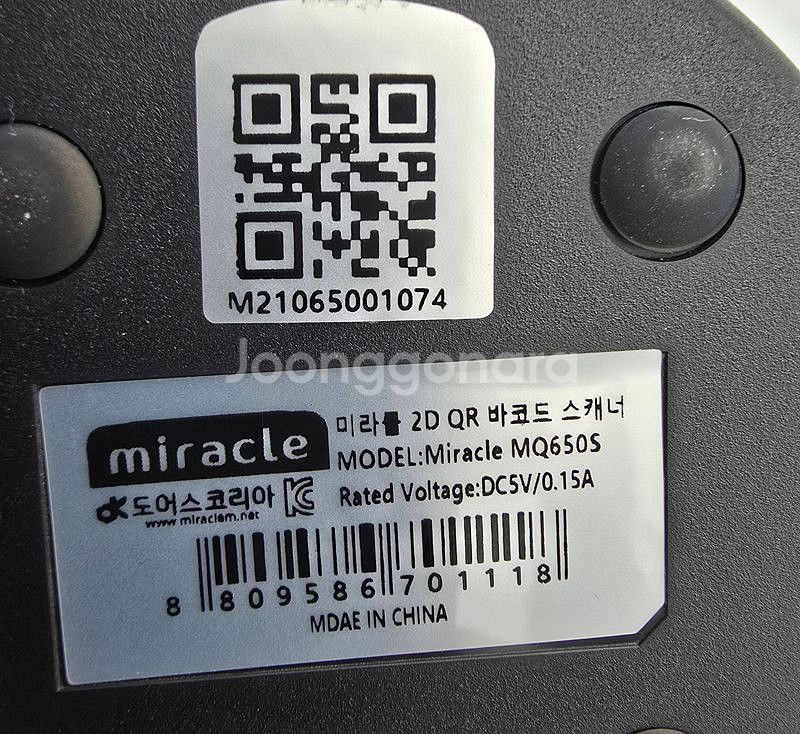 M21065001074
Joonggonara
miracle
미라클 2D QR 바코드 스캐너
MODEL:Miracle MQ650S
도어스코리아
www.miraclem.net
Rated Voltage:DC5V/0.15A
8 809586 701118
MDAE IN CHINA